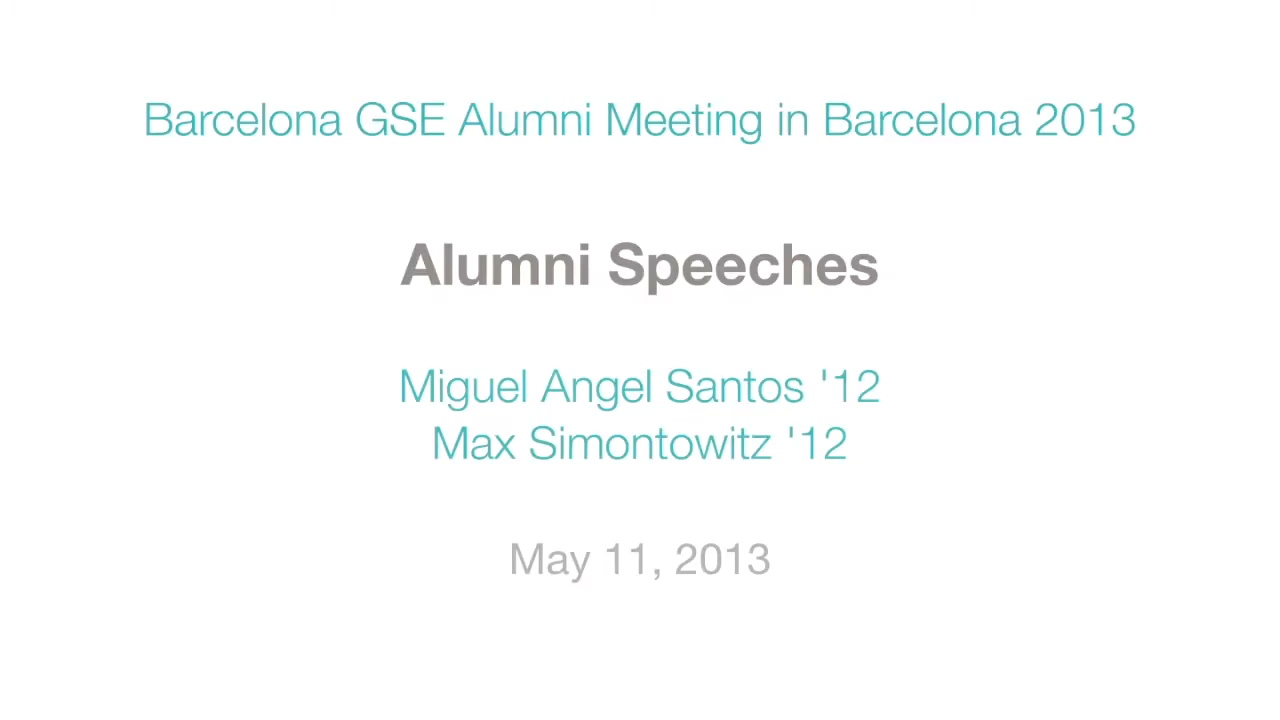 Barcelona GSE Alumni Meeting in Barcelona 2013
Alumni Speeches
Miguel Angel Santos '12
Max Simontowitz '12
May 11, 2013